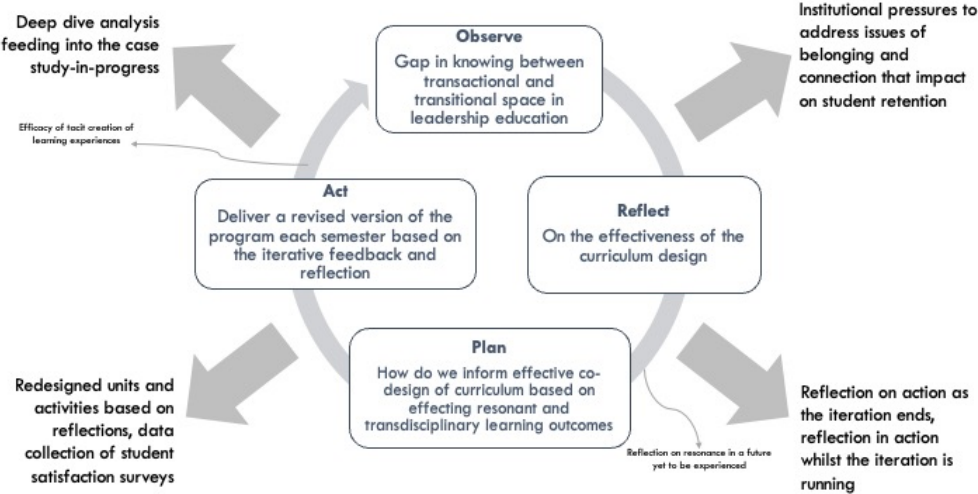 Deep dive analysis
feeding into the case
study-in-progress
Observe
Gap in knowing between
transactional and
transitional space in
leadership education
Institutional pressures to
address issues of
belonging and
connection that impact
on student retention
Efficacy of tacit creation of
learning experiences
Act
Deliver a revised version of the
program each semester based on
the iterative feedback and
reflection
Reflect
On the effectiveness of the
curriculum design
Plan
How do we inform effective co-
design of curriculum based on
effecting resonant and
transdisciplinary learning outcomes
Redesigned units and
activities based on
reflections, data
collection of student
satisfaction surveys
Reflection on resonance in a future
yet to be experienced
Reflection on action as
the iteration ends,
reflection in action
whilst the iteration is
running